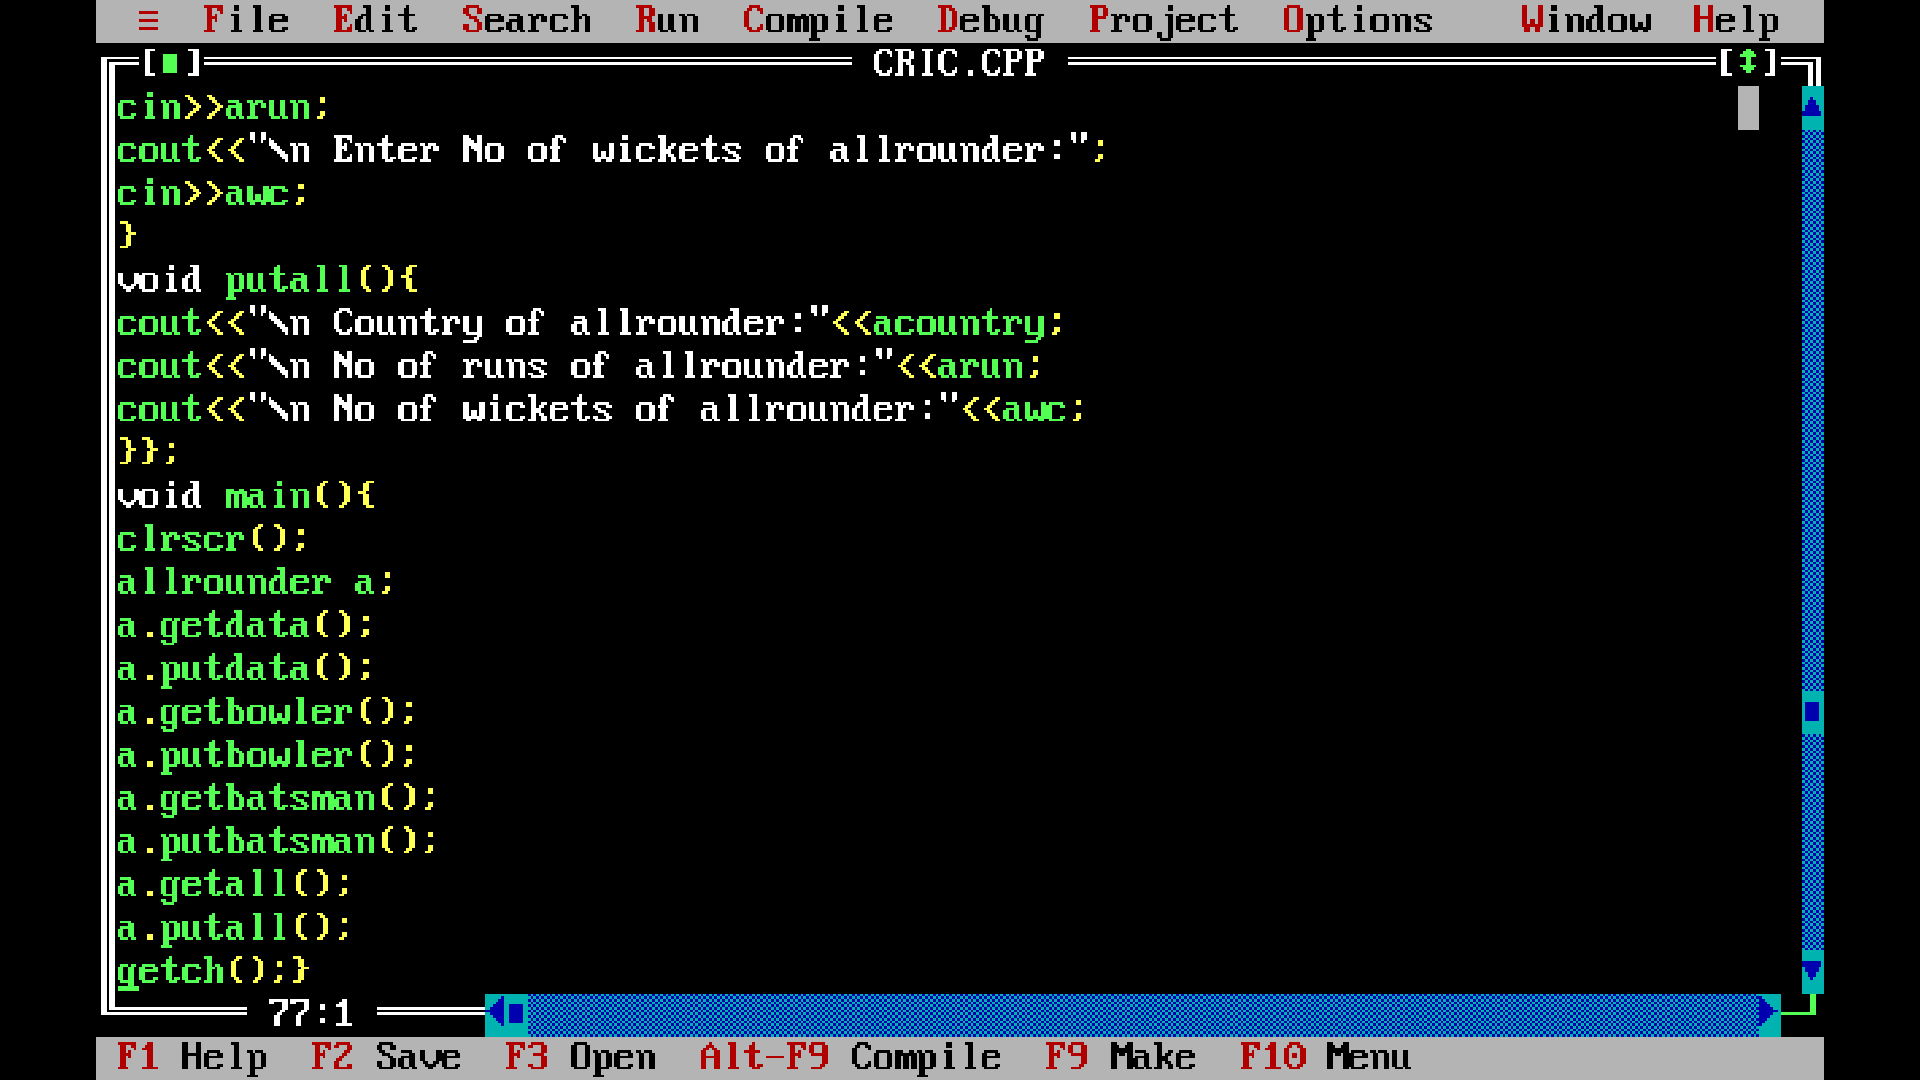 ≡ File Edit Search Run Compile Debug Project Options Window Help
[■] CRIC.CPP [↕]
cin>>arun;
cout<<"\n Enter No of wickets of allrounder:";
cin>>awc;
}
void putall(){
cout<<"\n Country of allrounder:"<<acountry;
cout<<"\n No of runs of allrounder:"<<arun;
cout<<"\n No of wickets of allrounder:"<<awc;
}};
void main(){
clrscr();
allrounder a;
a.getdata();
a.putdata();
a.getbowler();
a.putbowler();
a.getbatsman();
a.putbatsman();
a.getall();
a.putall();
getch();}
77:1
F1 Help F2 Save F3 Open Alt-F9 Compile F9 Make F10 Menu